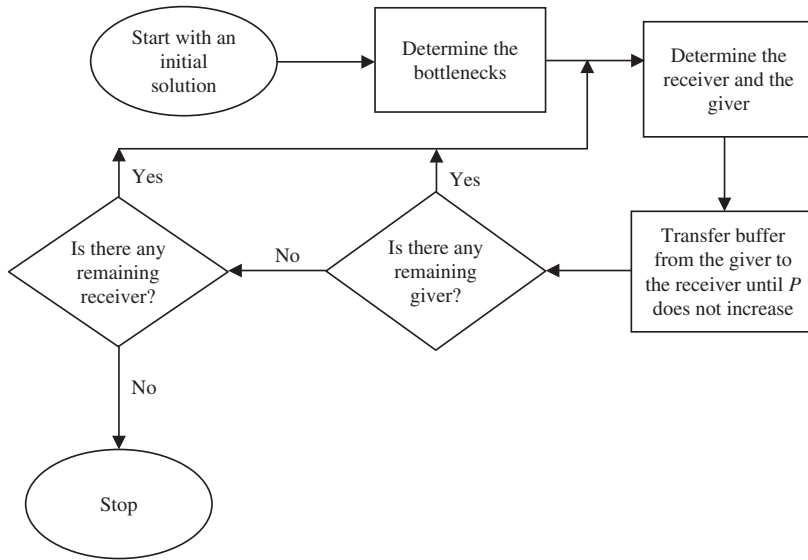 Start with an
initial
solution
Determine the
bottlenecks
Determine the
receiver and the
giver
Yes
Yes
Is there any
remaining
receiver?
No
Is there any
remaining
giver?
Transfer buffer
from the giver to
the receiver until P
does not increase
No
Stop